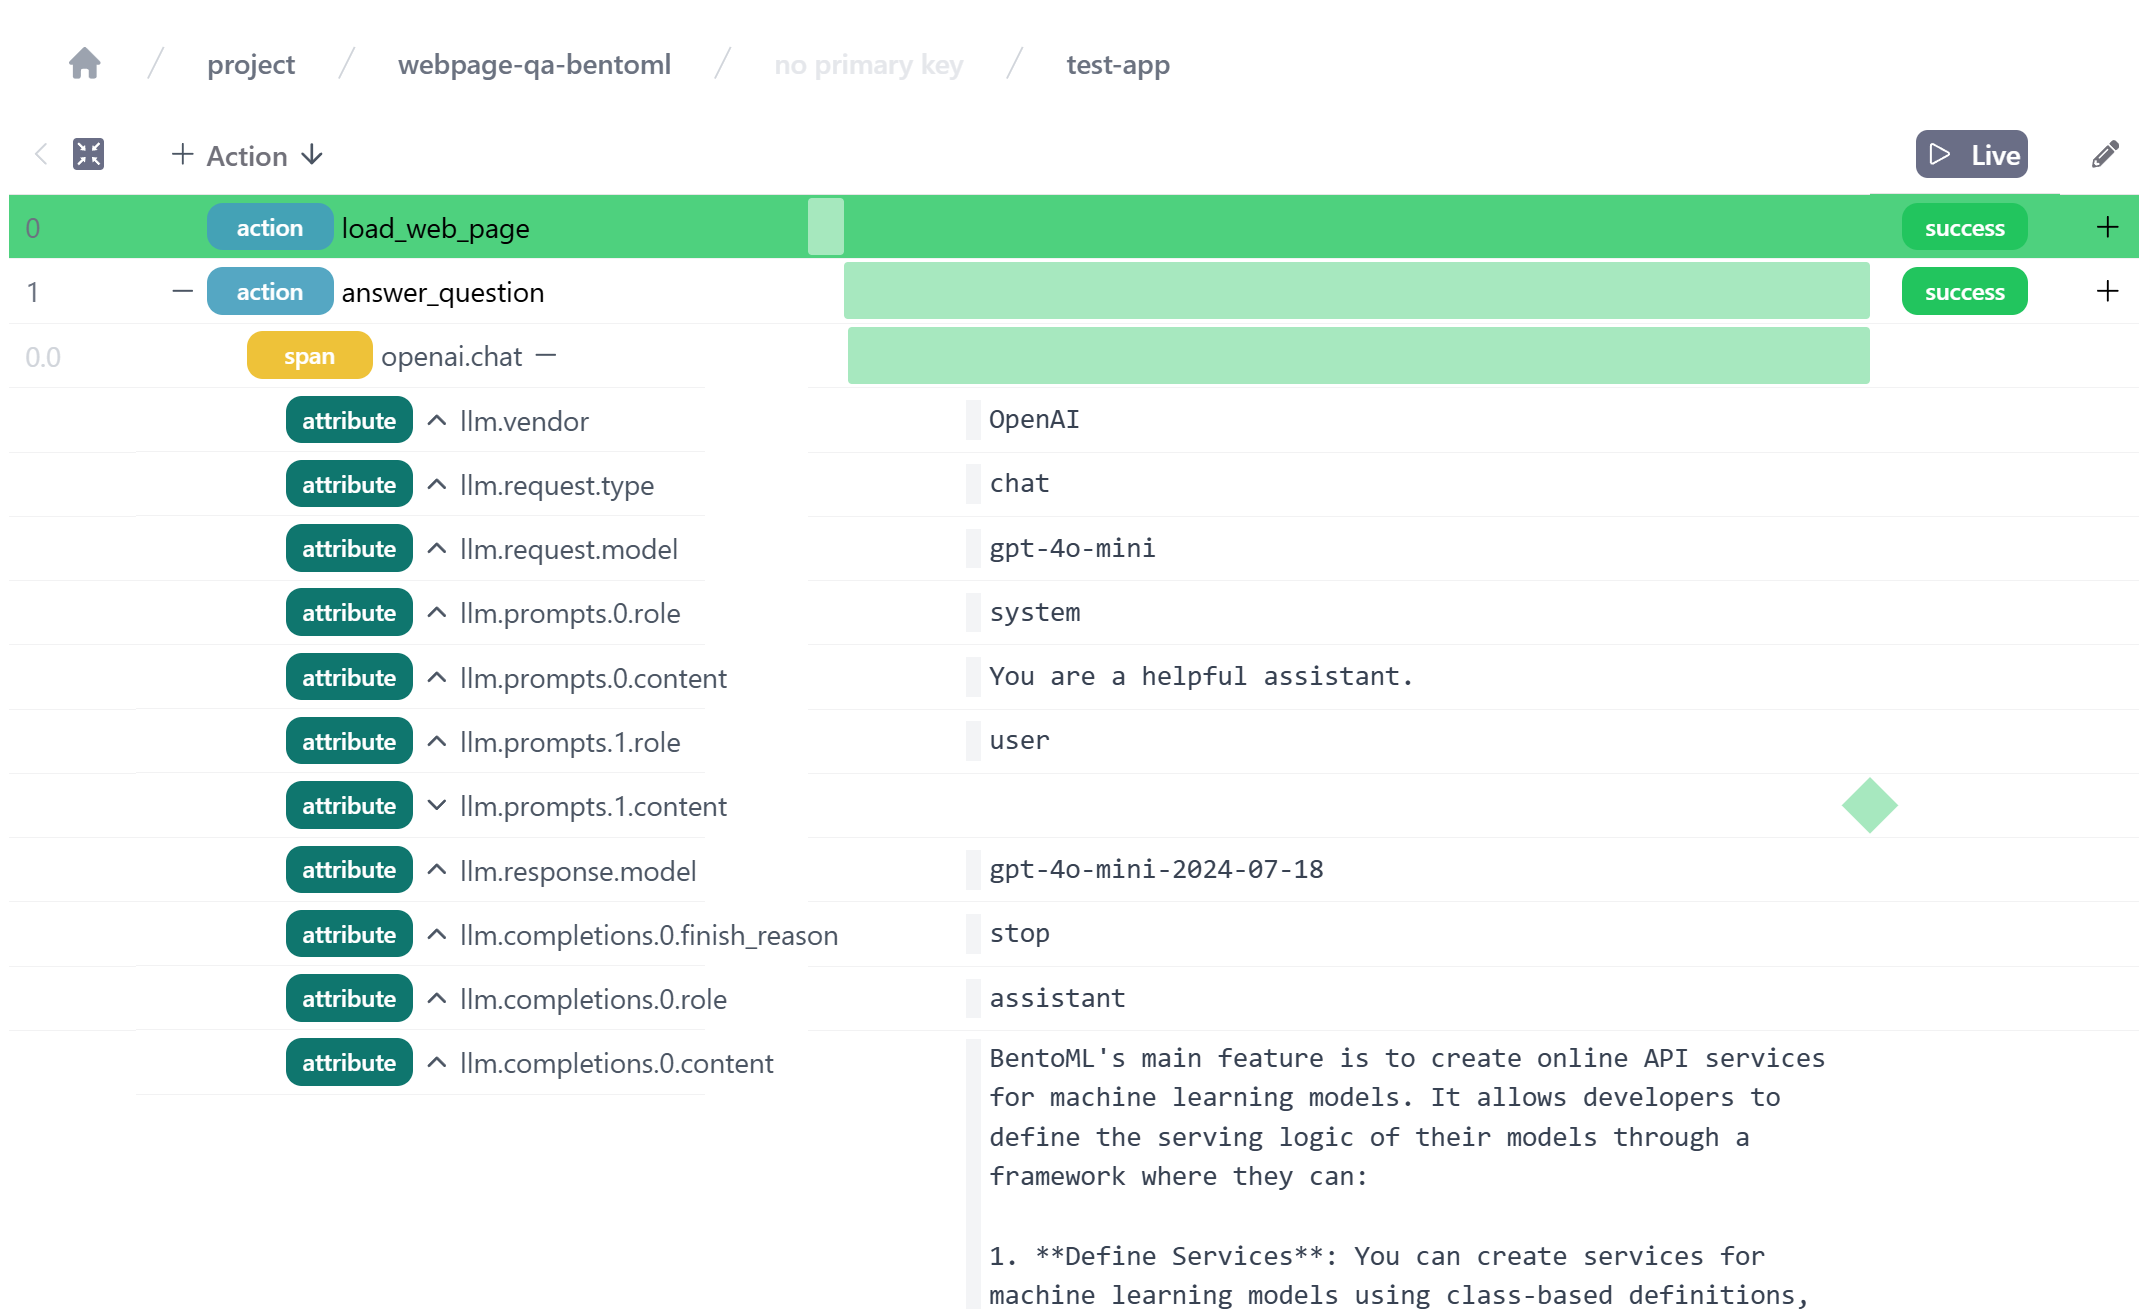 project / webpage-qa-bentoml / no primary key / test-app
+ Action ↓ Live
0 action load_web_page success +
1 — action answer_question success +
0.0 span openai.chat —
attribute llm.vendor OpenAI
attribute llm.request.type chat
attribute llm.request.model gpt-4o-mini
attribute llm.prompts.0.role system
attribute llm.prompts.0.content You are a helpful assistant.
attribute llm.prompts.1.role user
attribute llm.prompts.1.content
attribute llm.response.model gpt-4o-mini-2024-07-18
attribute llm.completions.0.finish_reason stop
attribute llm.completions.0.role assistant
attribute llm.completions.0.content BentoML's main feature is to create online API services
for machine learning models. It allows developers to
define the serving logic of their models through a
framework where they can:
1. **Define Services**: You can create services for
machine learning models using class-based definitions,